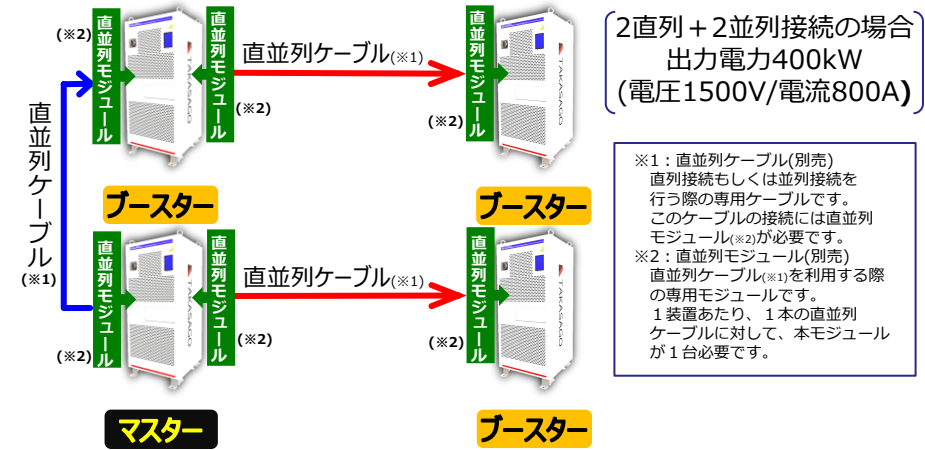 (※2)
直並列モジュール
TAKASAGO
直並列モジュール
(※2)
直並列ケーブル(※1)
(※2)
直並列モジュール
TAKASAGO
2直列+2並列接続の場合
出力電力400kW
(電圧1500V/電流800A)
直並列ケーブル
(※1)
ブースター
ブースター
(※2)
直並列モジュール
TAKASAGO
直並列モジュール
(※2)
直並列ケーブル(※1)
(※2)
直並列モジュール
TAKASAGO
マスター
ブースター
※1:直並列ケーブル(別売)
直列接続もしくは並列接続を
行う際の専用ケーブルです。
このケーブルの接続には直並列
モジュール(※2)が必要です。
※2:直並列モジュール(別売)
直並列ケーブル(※1)を利用する際
の専用モジュールです。
1装置あたり、1本の直並列
ケーブルに対して、本モジュール
が1台必要です。